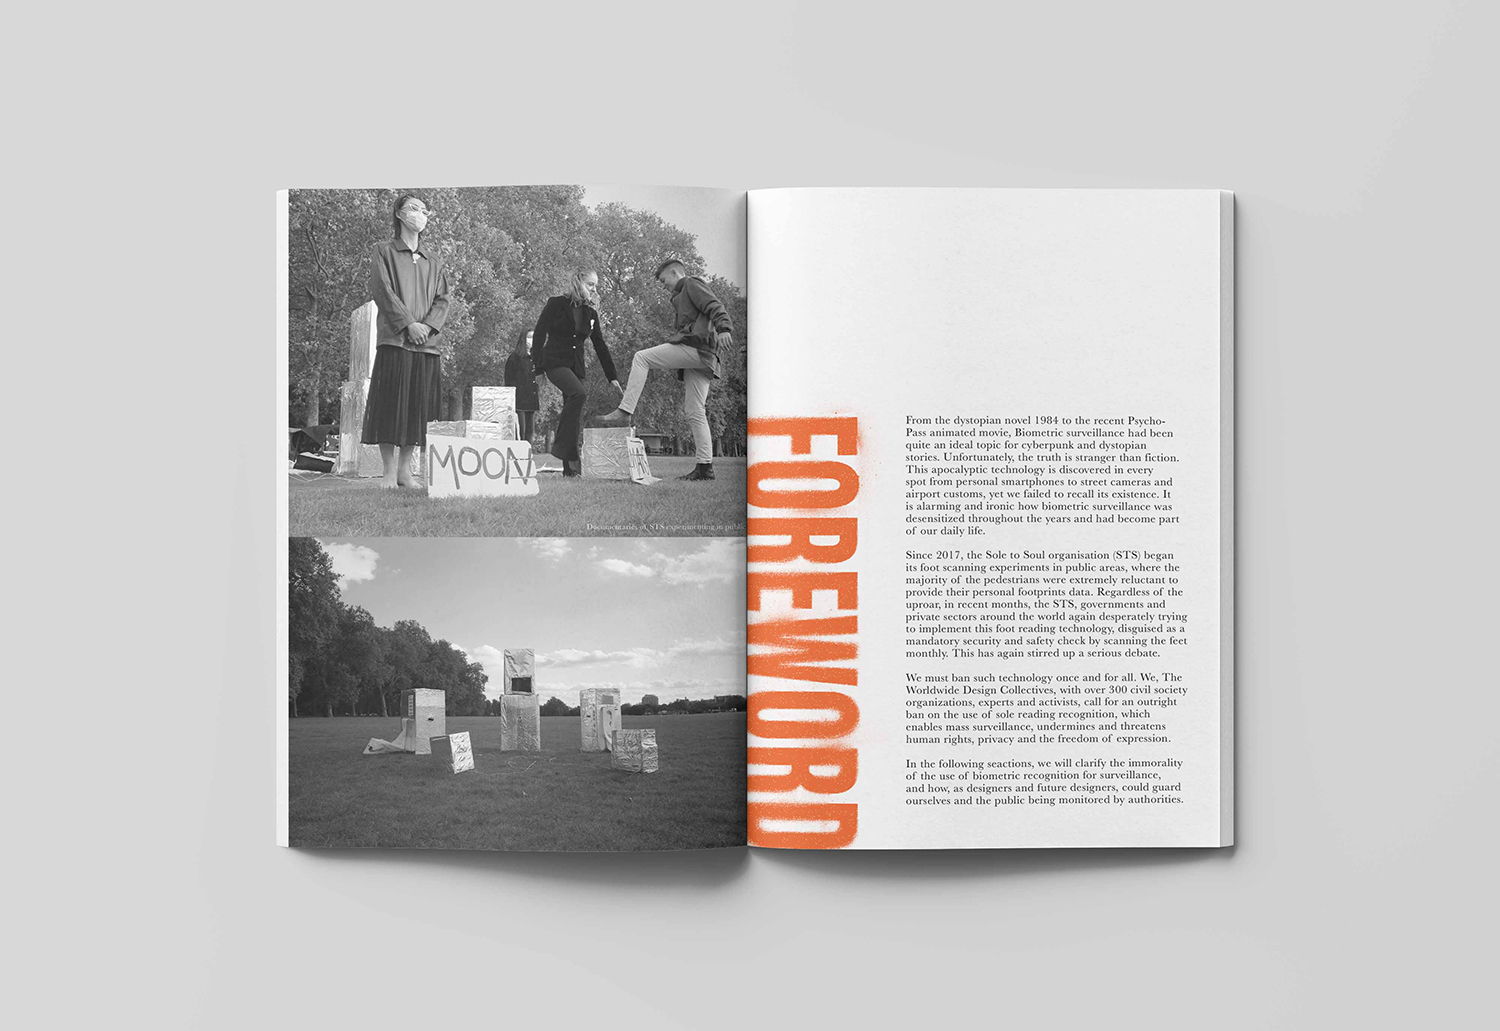 MOON
Documentaries of STS experimenting in public
FOREWORD
From the dystopian novel 1984 to the recent Psycho-
Pass animated movie, Biometric surveillance had been
quite an ideal topic for cyberpunk and dystopian
stories. Unfortunately, the truth is stranger than fiction.
This apocalyptic technology is discovered in every
spot from personal smartphones to street cameras and
airport customs, yet we failed to recall its existence. It
is alarming and ironic how biometric surveillance was
desensitized throughout the years and had become part
of our daily life.
Since 2017, the Sole to Soul organisation (STS) began
its foot scanning experiments in public areas, where the
majority of the pedestrians were extremely reluctant to
provide their personal footprints data. Regardless of the
uproar, in recent months, the STS, governments and
private sectors around the world again desperately trying
to implement this foot reading technology, disguised as a
mandatory security and safety check by scanning the feet
monthly. This has again stirred up a serious debate.
We must ban such technology once and for all. We, The
Worldwide Design Collectives, with over 300 civil society
organizations, experts and activists, call for an outright
ban on the use of sole reading recognition, which
enables mass surveillance, undermines and threatens
human rights, privacy and the freedom of expression.
In the following seactions, we will clarify the immorality
of the use of biometric recognition for surveillance,
and how, as designers and future designers, could guard
ourselves and the public being monitored by authorities.